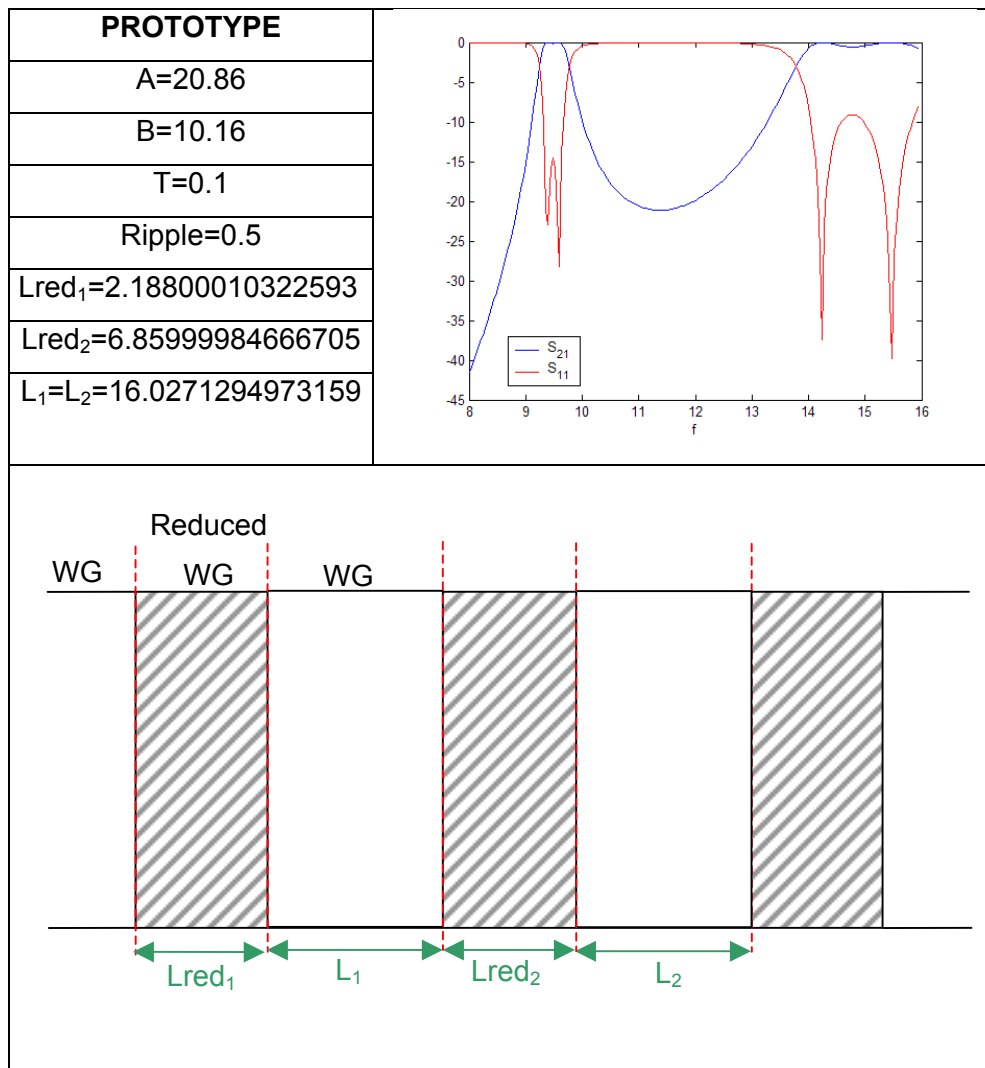 PROTOTYPE
A=20.86
B=10.16
T=0.1
Ripple=0.5
Lred₁=2.18800010322593
Lred₂=6.85999984666705
L₁=L₂=16.0271294973159
0
-5
-10
-15
-20
-25
-30
-35
-40
-45
S₂₁
S₁₁
8 9 10 11 12 13 14 15 16
f
Reduced
WG WG WG
Lred₁ L₁ Lred₂ L₂